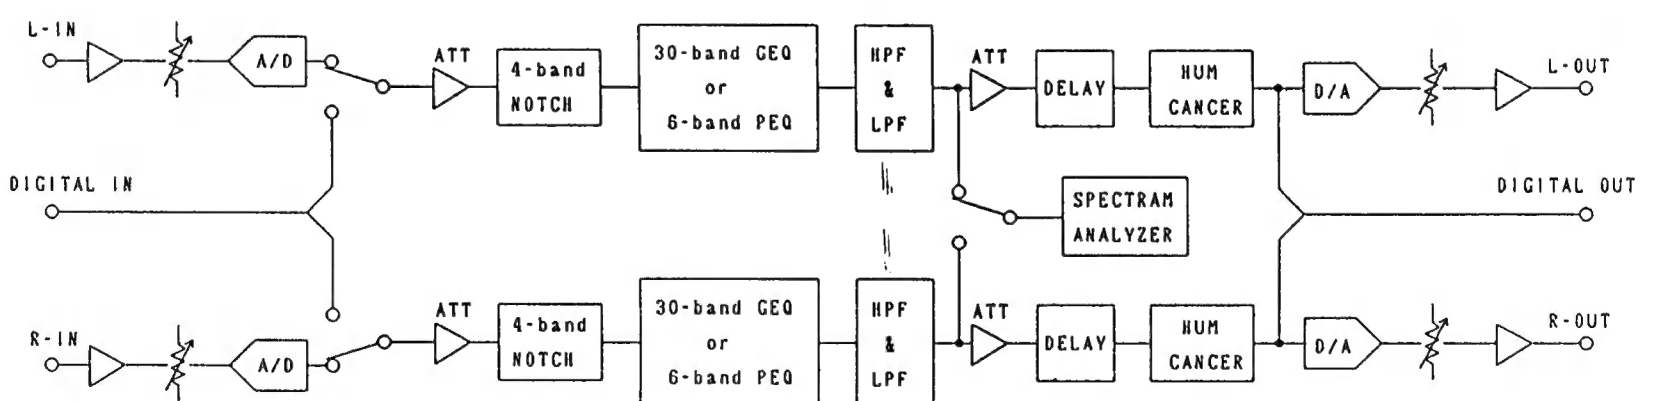 L-IN
A/D
ATT
4-band
NOTCH
30-band GEQ
or
6-band PEQ
HPF
&
LPF
ATT
DELAY
HUM
CANCER
D/A
L-OUT
DIGITAL IN
SPECTRAM
ANALYZER
DIGITAL OUT
R-IN
A/D
ATT
4-band
NOTCH
30-band GEQ
or
6-band PEQ
HPF
&
LPF
ATT
DELAY
HUM
CANCER
D/A
R-OUT